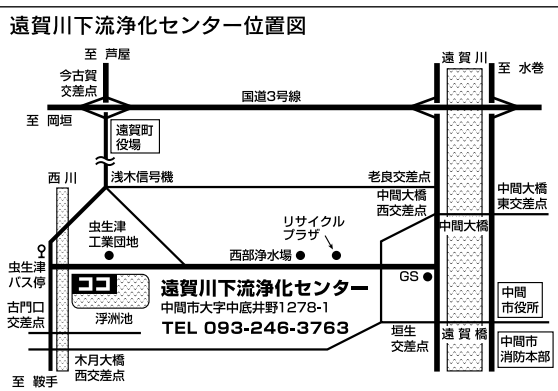 遠賀川下流浄化センター位置図
至 芦屋
今古賀
交差点
遠賀川
至 水巻
国道3号線
至 岡垣
遠賀町
役場
西川
浅木信号機
老良交差点
中間大橋
西交差点
中間大橋
東交差点
虫生津
工業団地
リサイクル
プラザ
中間大橋
西部浄水場
虫生津
バス停
ココ
遠賀川下流浄化センター
GS
中間市大字中底井野1278-1
中間
市役所
古門口
交差点
浮洲池
TEL 093-246-3763
垣生
交差点
遠賀橋
中間市
消防本部
木月大橋
西交差点
至 鞍手